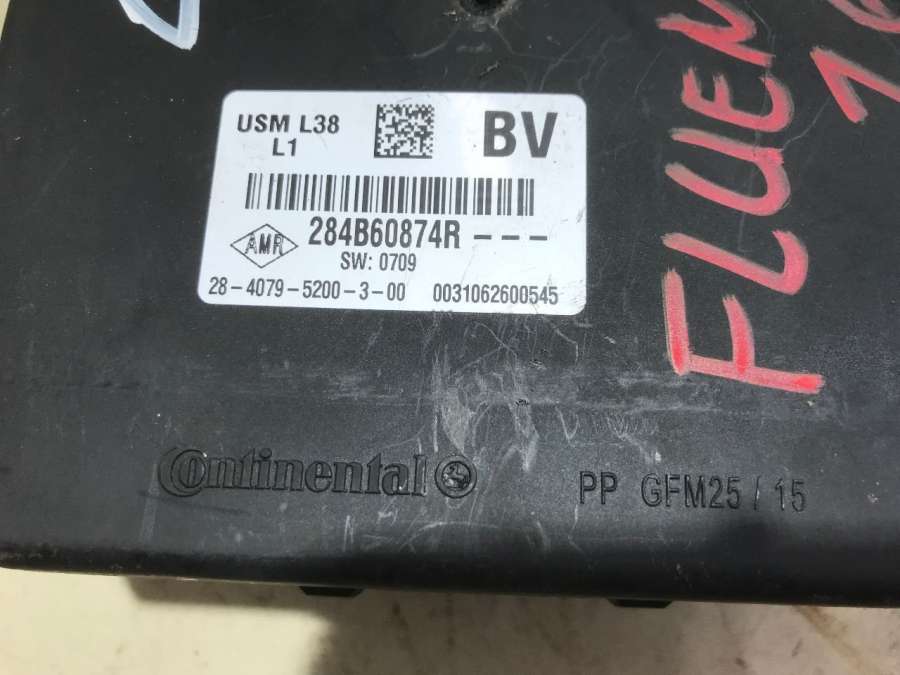 USM L38
L1
BV
AMR
284B60874R---
SW: 0709
28-4079-5200-3-00 0031062600545
Continental
PP GFM25 / 15
FLUEN